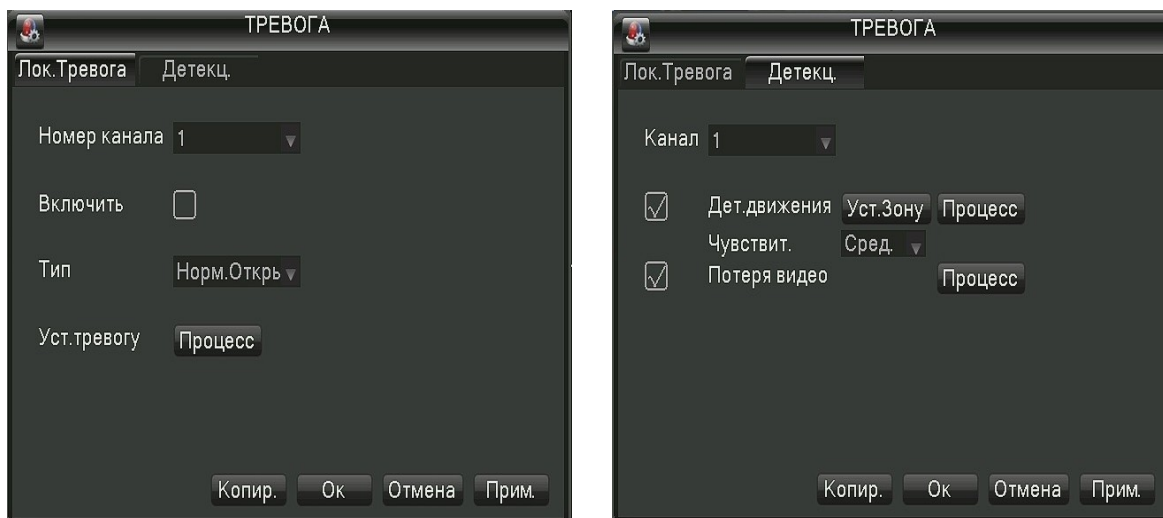 ТРЕВОГА
Лок.Тревога Детекц.
Номер канала 1
Включить
Тип Норм.Откры
Уст.тревогу Процесс
Копир. Ок Отмена Прим.
ТРЕВОГА
Лок.Тревога Детекц.
Канал 1
Дет.движения Уст.Зону Процесс
Чувствит. Сред.
Потеря видео Процесс
Копир. Ок Отмена Прим.